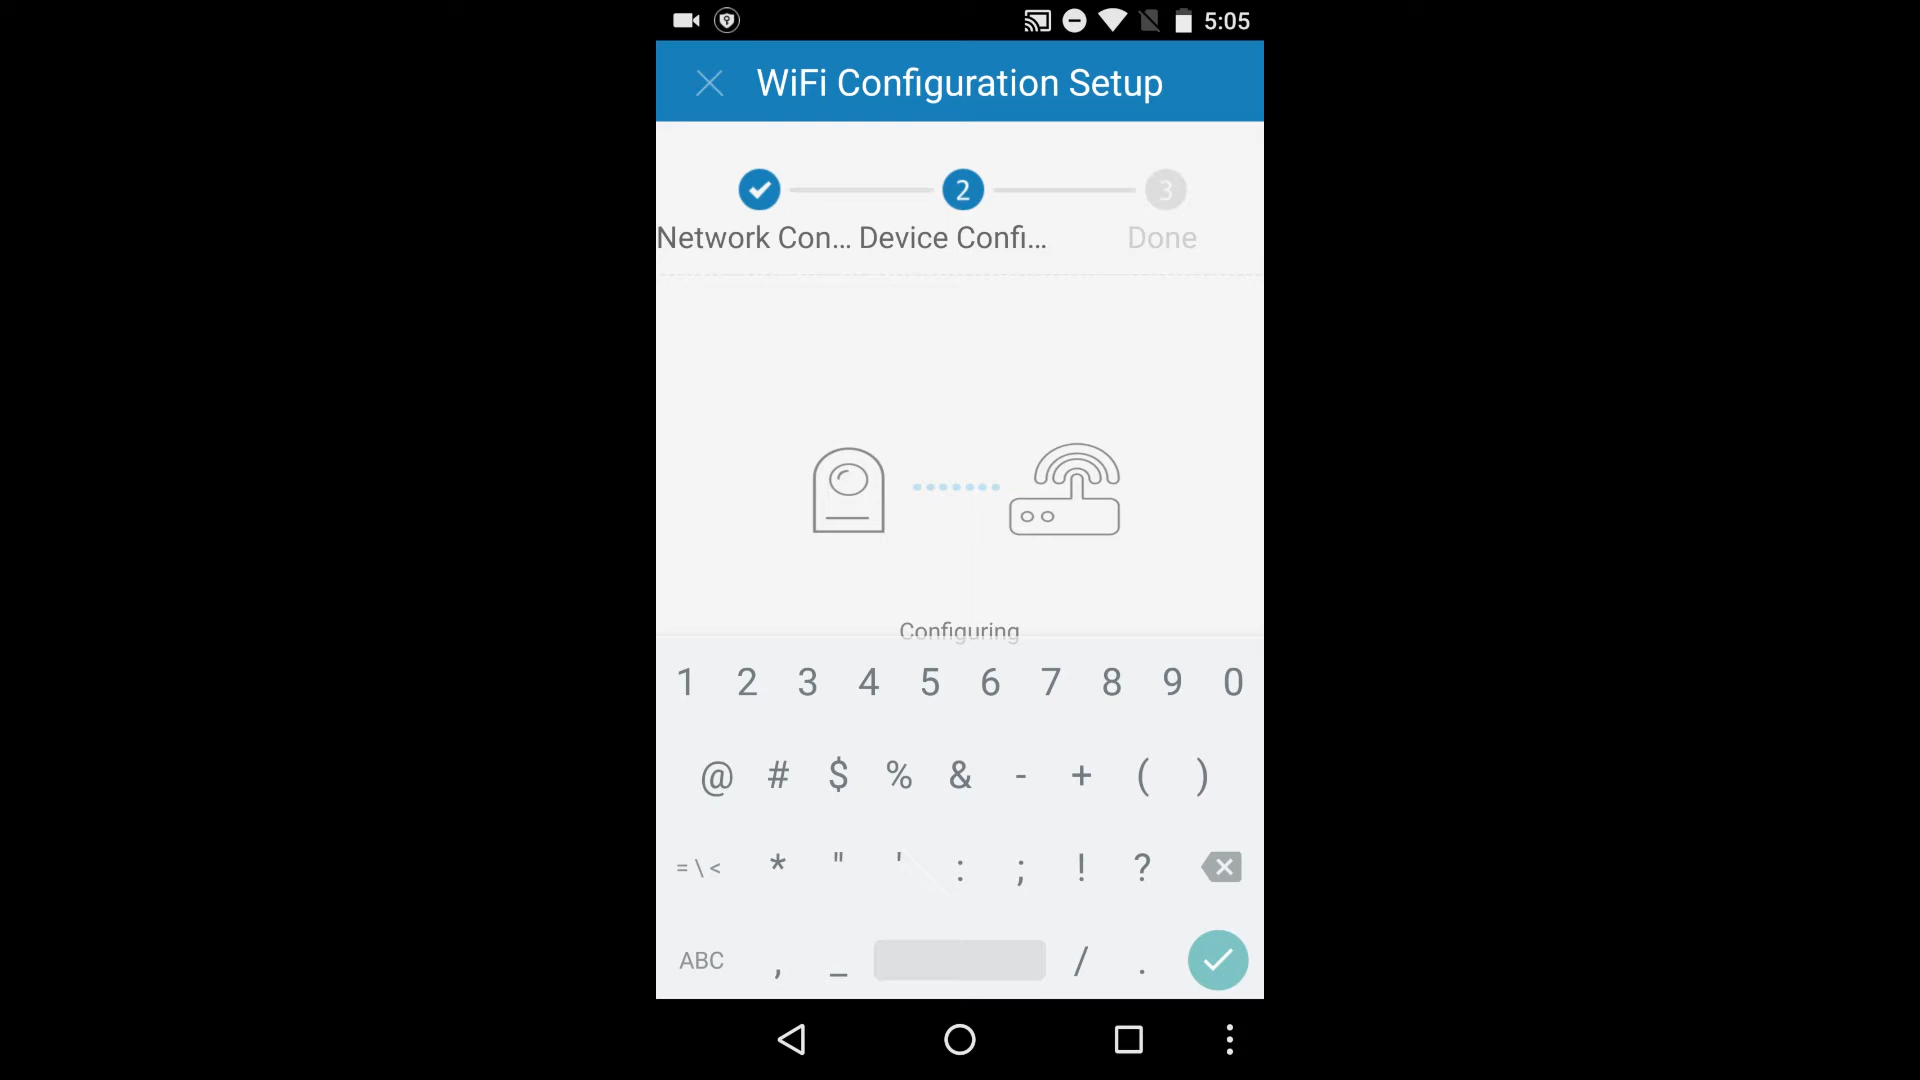 5:05
WiFi Configuration Setup
2 3
Network Con... Device Confi... Done
Configuring
1 2 3 4 5 6 7 8 9 0
@ # $ % & - + ( )
= \ < * " ' : ; ! ?
ABC , _ / .